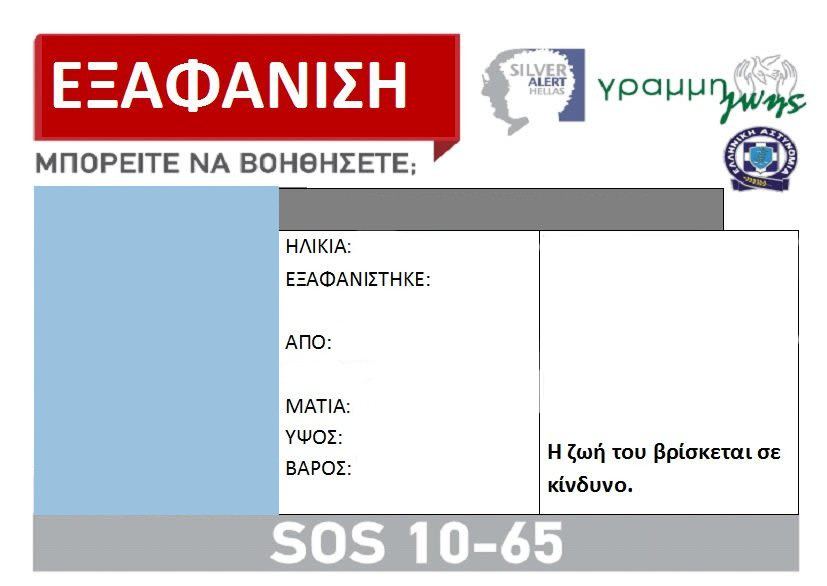 ΕΞΑΦΑΝΙΣΗ
SILVER
ALERT
HELLAS
γραμμη
ζωης
ΜΠΟΡΕΙΤΕ ΝΑ ΒΟΗΘΗΣΕΤΕ;
ΕΛΛΗΝΙΚΗ ΑΣΤΥΝΟΜΙΑ
ΗΛΙΚΙΑ:
ΕΞΑΦΑΝΙΣΤΗΚΕ:
ΑΠΟ:
ΜΑΤΙΑ:
ΥΨΟΣ:
ΒΑΡΟΣ:
Η ζωή του βρίσκεται σε
κίνδυνο.
SOS 10-65